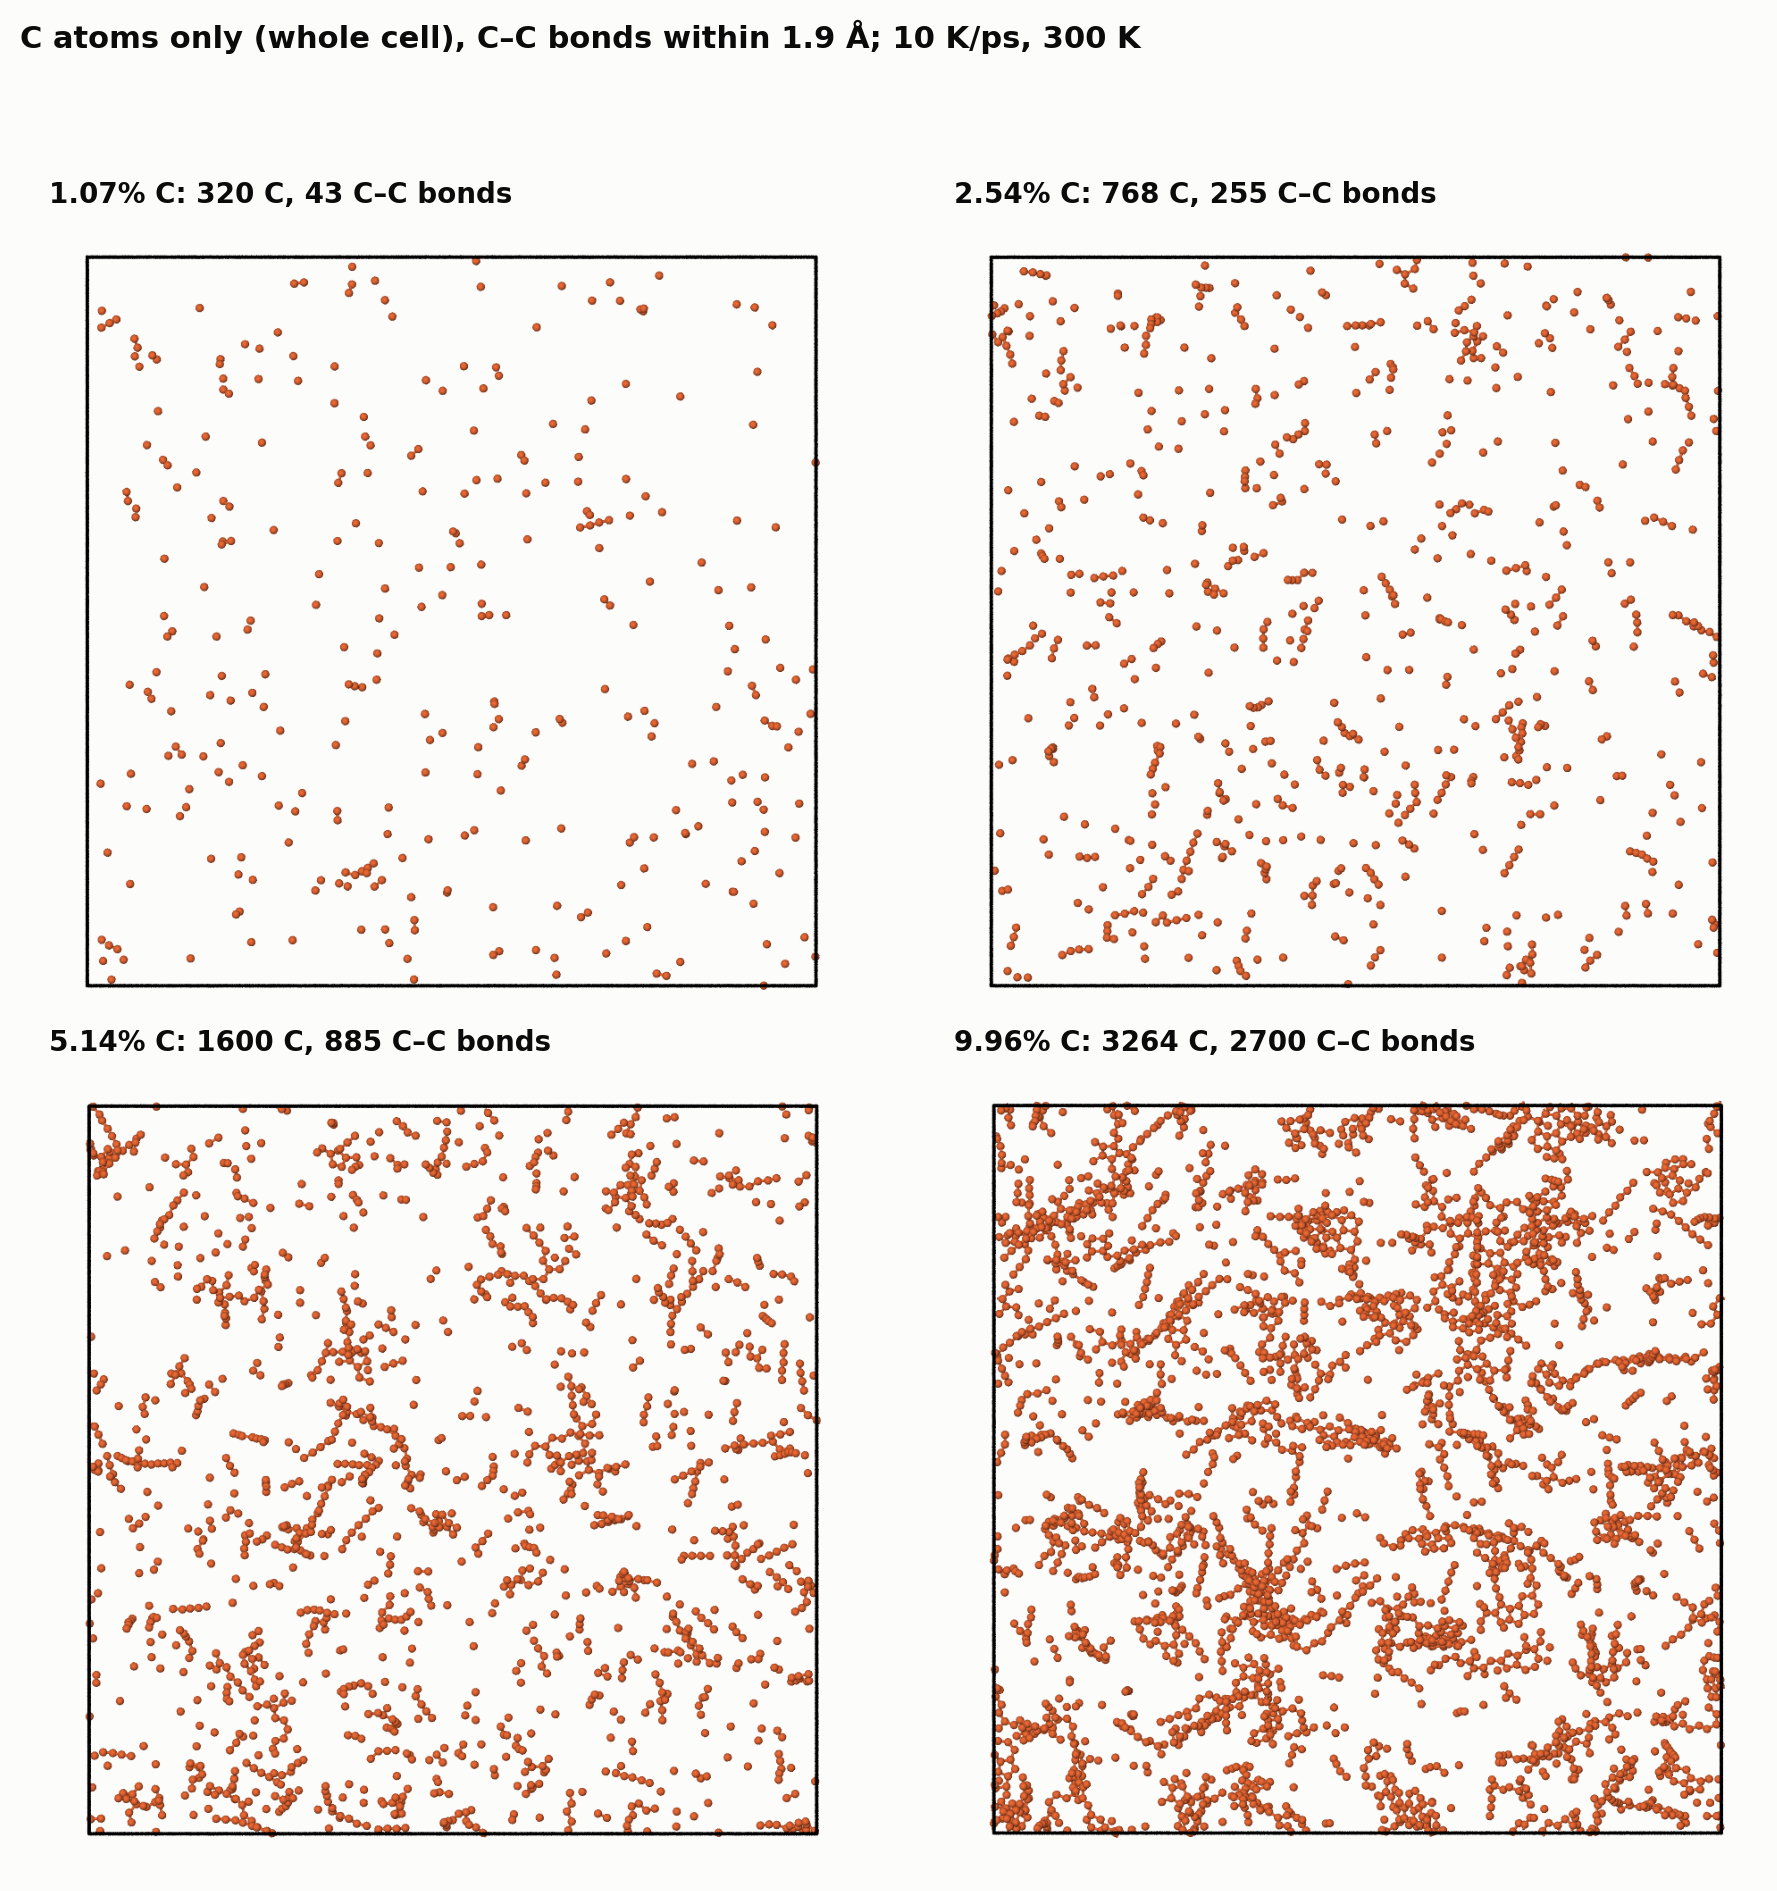 C atoms only (whole cell), C–C bonds within 1.9 Å; 10 K/ps, 300 K
1.07% C: 320 C, 43 C–C bonds
2.54% C: 768 C, 255 C–C bonds
5.14% C: 1600 C, 885 C–C bonds
9.96% C: 3264 C, 2700 C–C bonds